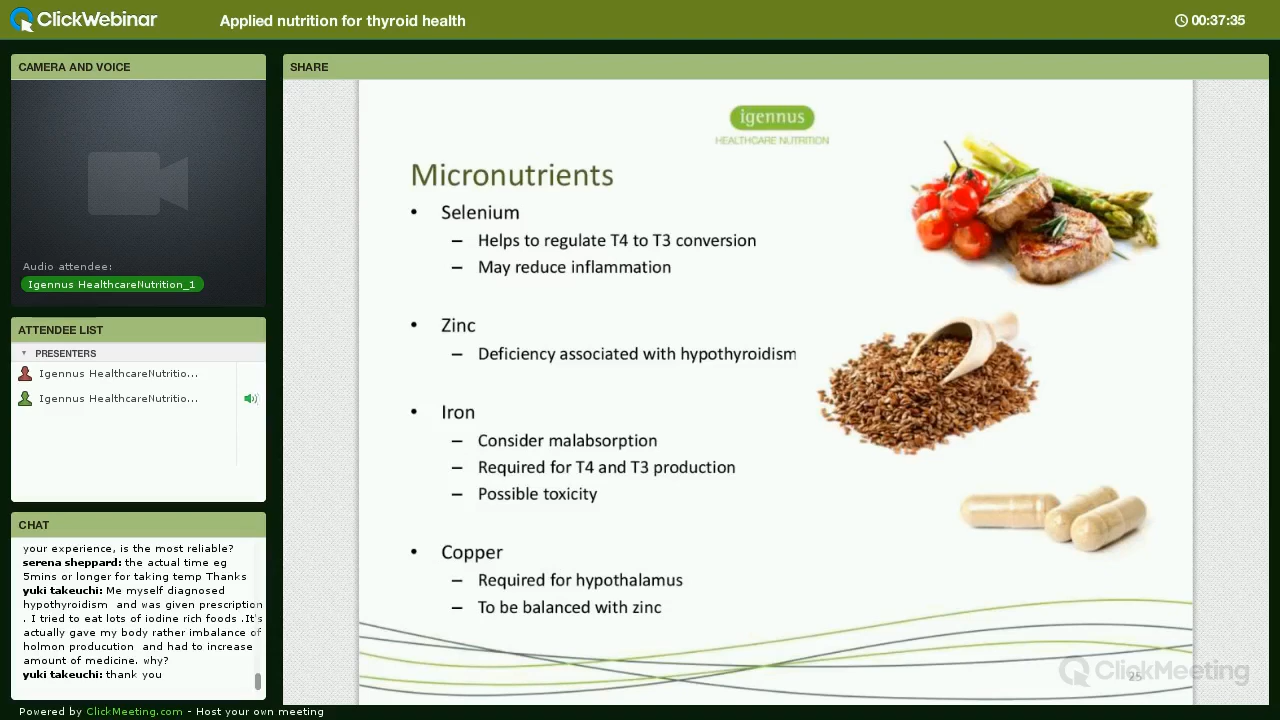 ClickWebinar
Applied nutrition for thyroid health
00:37:35
CAMERA AND VOICE
Audio attendee:
Igennus HealthcareNutrition_1
ATTENDEE LIST
PRESENTERS
Igennus HealthcareNutritio...
Igennus HealthcareNutritio...
CHAT
your experience, is the most reliable?
serena sheppard: the actual time eg
5mins or longer for taking temp Thanks
yuki takeuchi: Me myself diagnosed
hypothyroidism and was given prescription
I tried to eat lots of iodine rich foods .It's
actually gave my body rather imbalance of
holmon producution and had to increase
amount of medicine. why?
yuki takeuchi: thank you
SHARE
igennus
HEALTHCARE NUTRITION
Micronutrients
• Selenium
– Helps to regulate T4 to T3 conversion
– May reduce inflammation
• Zinc
– Deficiency associated with hypothyroidism
• Iron
– Consider malabsorption
– Required for T4 and T3 production
– Possible toxicity
• Copper
– Required for hypothalamus
– To be balanced with zinc
25
ClickMeeting
Powered by ClickMeeting.com - Host your own meeting